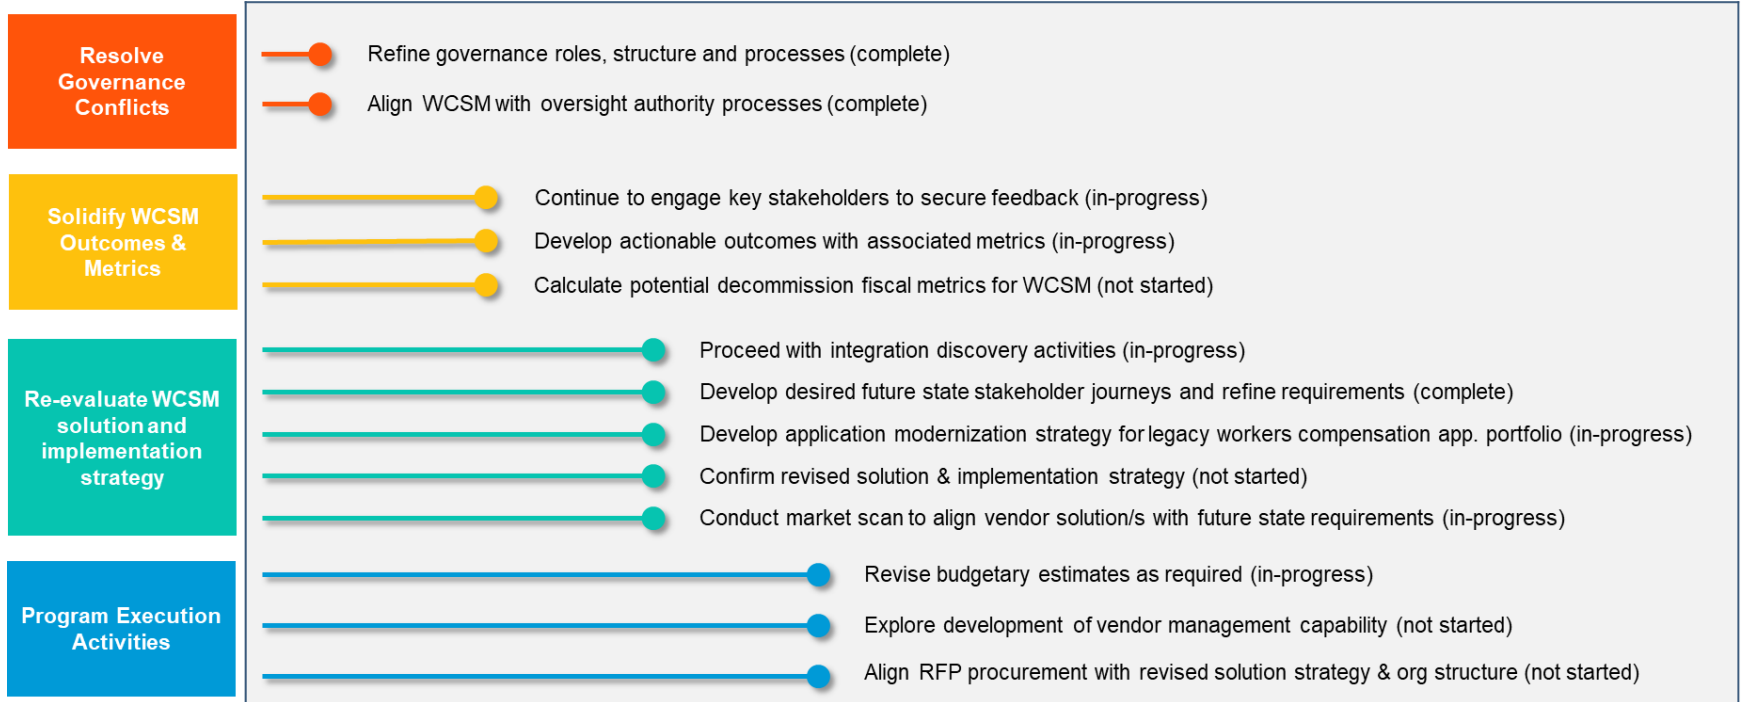 Resolve
Governance
Conflicts
Refine governance roles, structure and processes (complete)
Align WCSM with oversight authority processes (complete)
Solidify WCSM
Outcomes &
Metrics
Continue to engage key stakeholders to secure feedback (in-progress)
Develop actionable outcomes with associated metrics (in-progress)
Calculate potential decommission fiscal metrics for WCSM (not started)
Re-evaluate WCSM
solution and
implementation
strategy
Proceed with integration discovery activities (in-progress)
Develop desired future state stakeholder journeys and refine requirements (complete)
Develop application modernization strategy for legacy workers compensation app. portfolio (in-progress)
Confirm revised solution & implementation strategy (not started)
Conduct market scan to align vendor solution/s with future state requirements (in-progress)
Program Execution
Activities
Revise budgetary estimates as required (in-progress)
Explore development of vendor management capability (not started)
Align RFP procurement with revised solution strategy & org structure (not started)